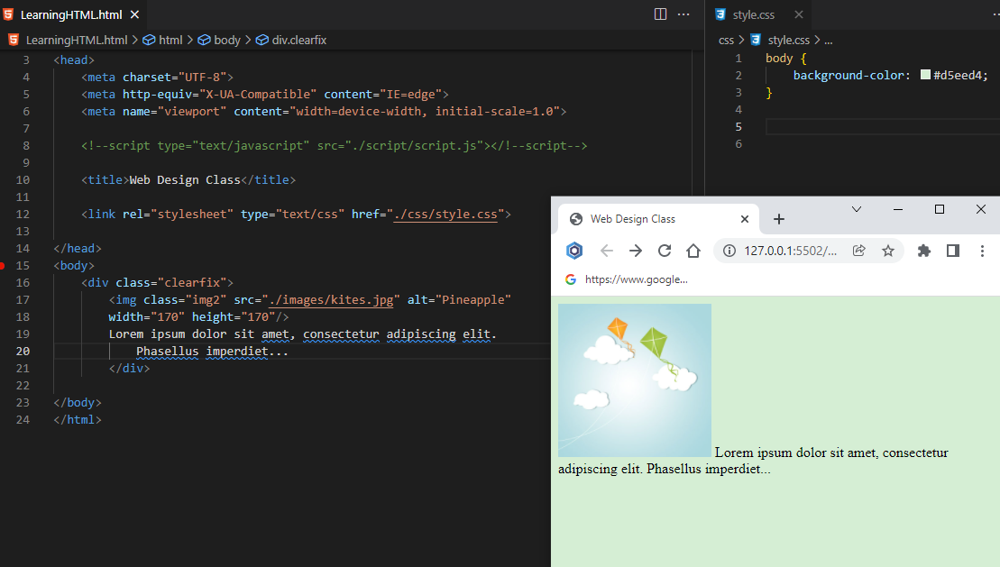 LearningHTML.html
LearningHTML.html > html > body > div.clearfix
3 <head>
4 <meta charset="UTF-8">
5 <meta http-equiv="X-UA-Compatible" content="IE=edge">
6 <meta name="viewport" content="width=device-width, initial-scale=1.0">
7
8 <!--script type="text/javascript" src="./script/script.js"></!--script-->
9
10 <title>Web Design Class</title>
11
12 <link rel="stylesheet" type="text/css" href="./css/style.css">
13
14 </head>
15 <body>
16 <div class="clearfix">
17 <img class="img2" src="./images/kites.jpg" alt="Pineapple"
18 width="170" height="170"/>
19 Lorem ipsum dolor sit amet, consectetur adipiscing elit.
20 Phasellus imperdiet...
21 </div>
22
23 </body>
24 </html>
style.css
css > style.css > ...
1 body {
2 background-color: #d5eed4;
3 }
4
5
6
Web Design Class
127.0.0.1:5502/...
https://www.google...
Lorem ipsum dolor sit amet, consectetur
adipiscing elit. Phasellus imperdiet...